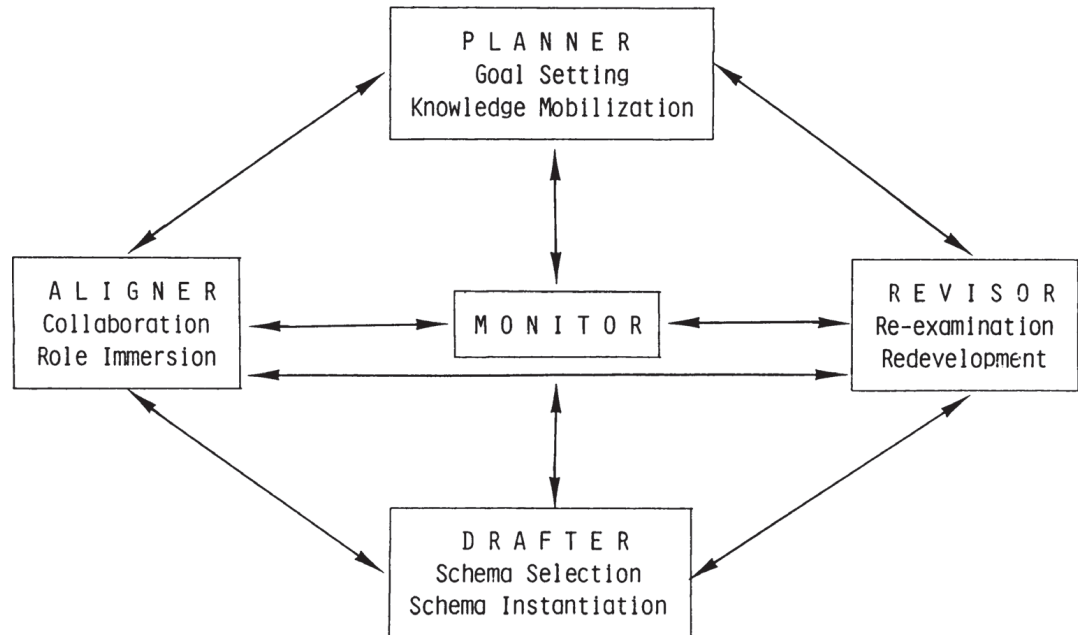 PLANNER
Goal Setting
Knowledge Mobilization
ALIGNER
Collaboration
Role Immersion
MONITOR
REVISOR
Re-examination
Redevelopment
DRAFTER
Schema Selection
Schema Instantiation